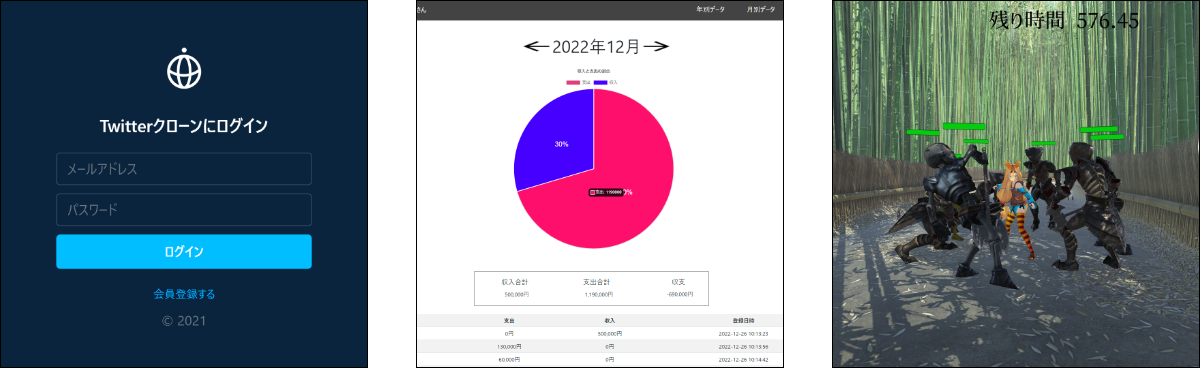 Twitterクローンにログイン
メールアドレス
パスワード
ログイン
会員登録する
© 2021
さん 年別データ 月別データ
2022年12月
収入と支出の割合
支出 収入
30%
支出: 1190000
収入合計 支出合計 収支
500,000円 1,190,000円 -690,000円
支出 収入 登録日時
0円 500,000円 2022-12-26 10:13:23
130,000円 0円 2022-12-26 10:13:56
60,000円 0円 2022-12-26 10:14:42
残り時間 576.45